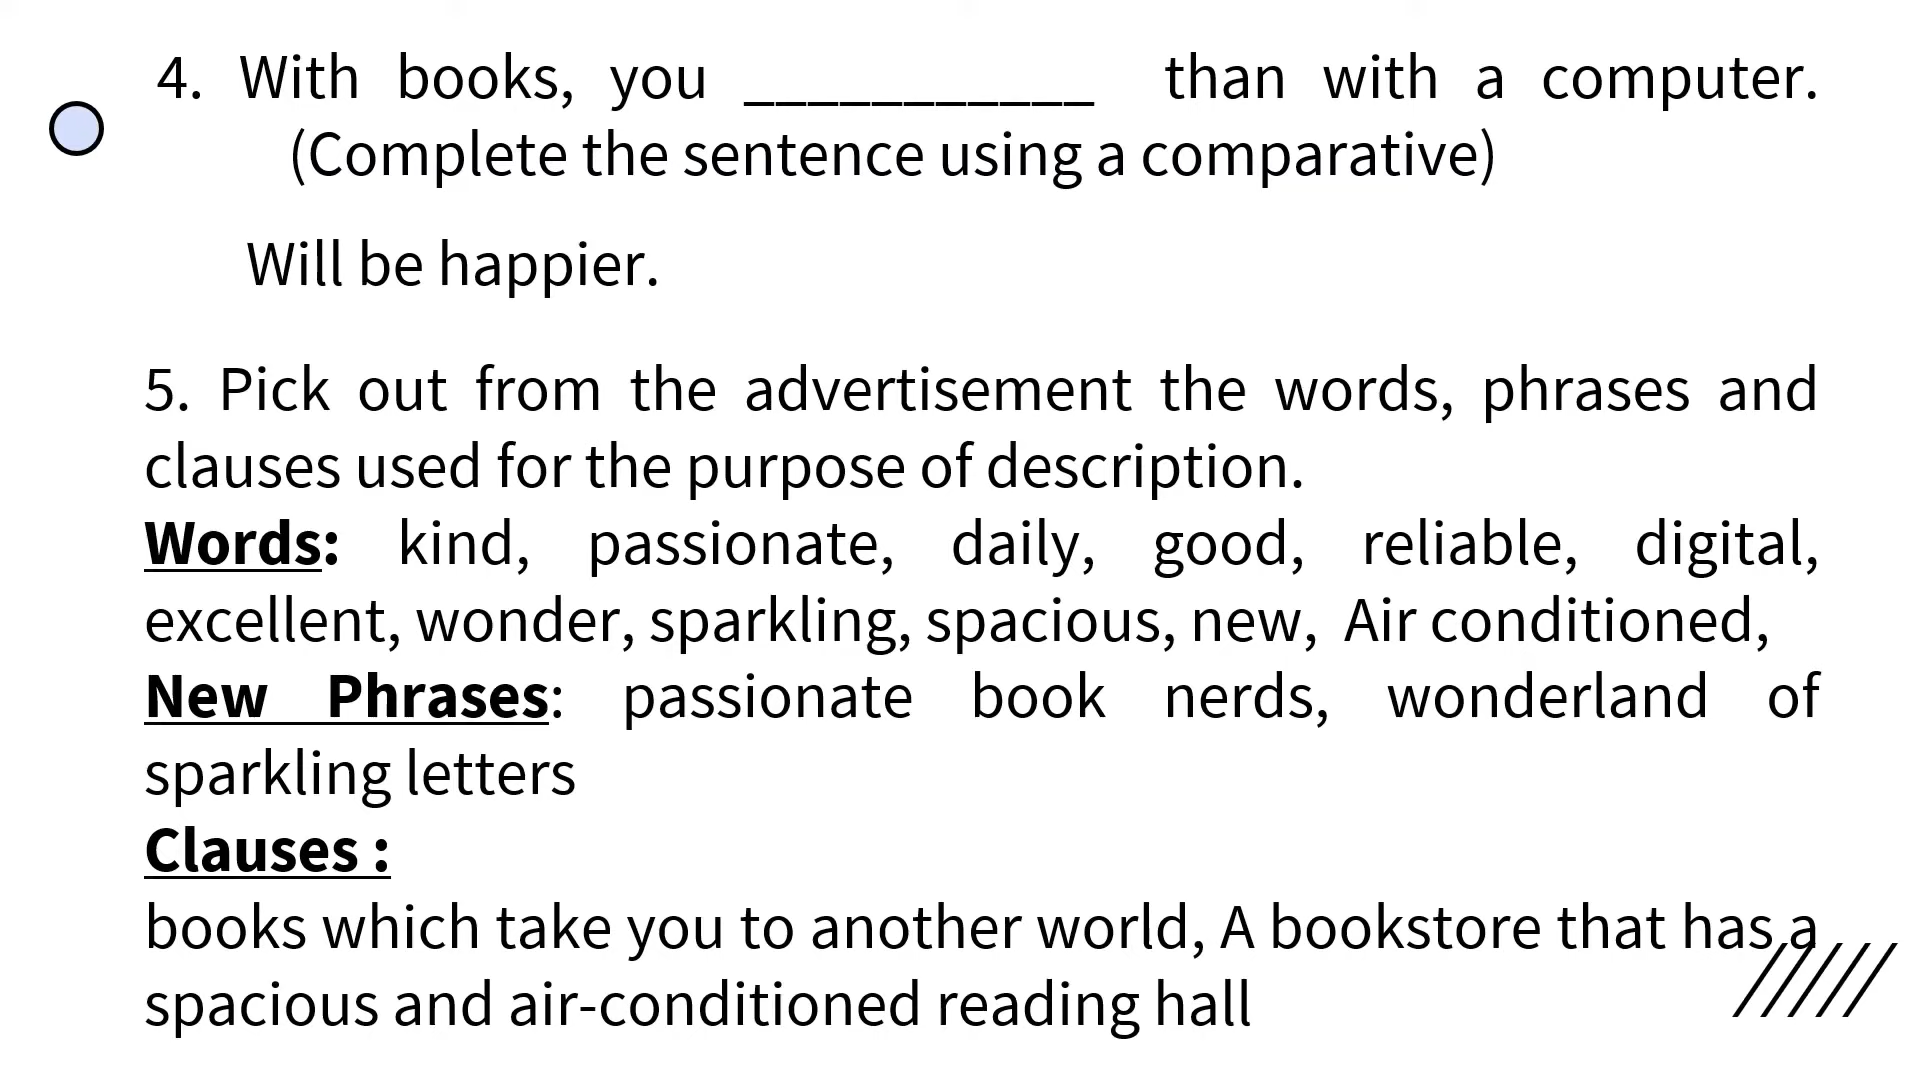 4. With books, you ___________ than with a computer.
(Complete the sentence using a comparative)
Will be happier.
5. Pick out from the advertisement the words, phrases and
clauses used for the purpose of description.
Words: kind, passionate, daily, good, reliable, digital,
excellent, wonder, sparkling, spacious, new, Air conditioned,
New Phrases: passionate book nerds, wonderland of
sparkling letters
Clauses :
books which take you to another world, A bookstore that has a
spacious and air-conditioned reading hall